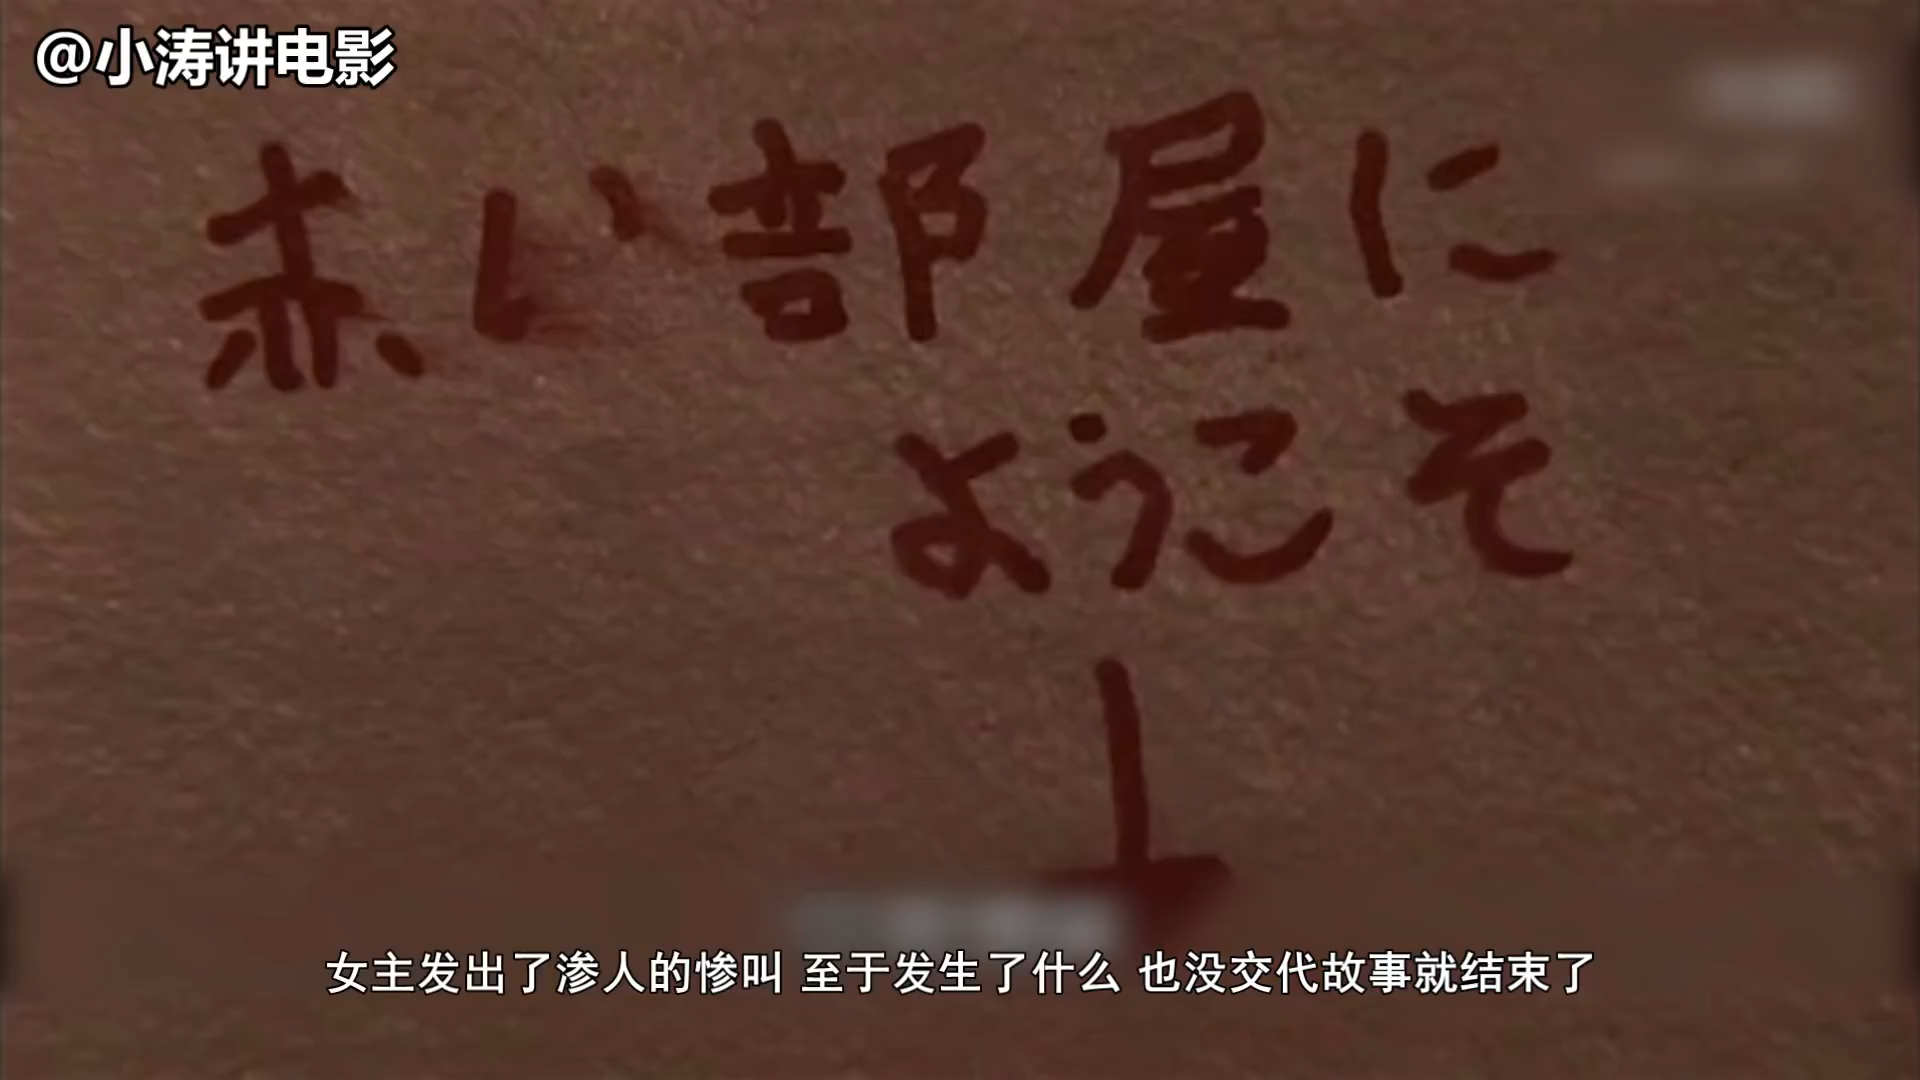 @小涛讲电影
赤い部屋に
ようこそ
女主发出了渗人的惨叫 至于发生了什么 也没交代故事就结束了